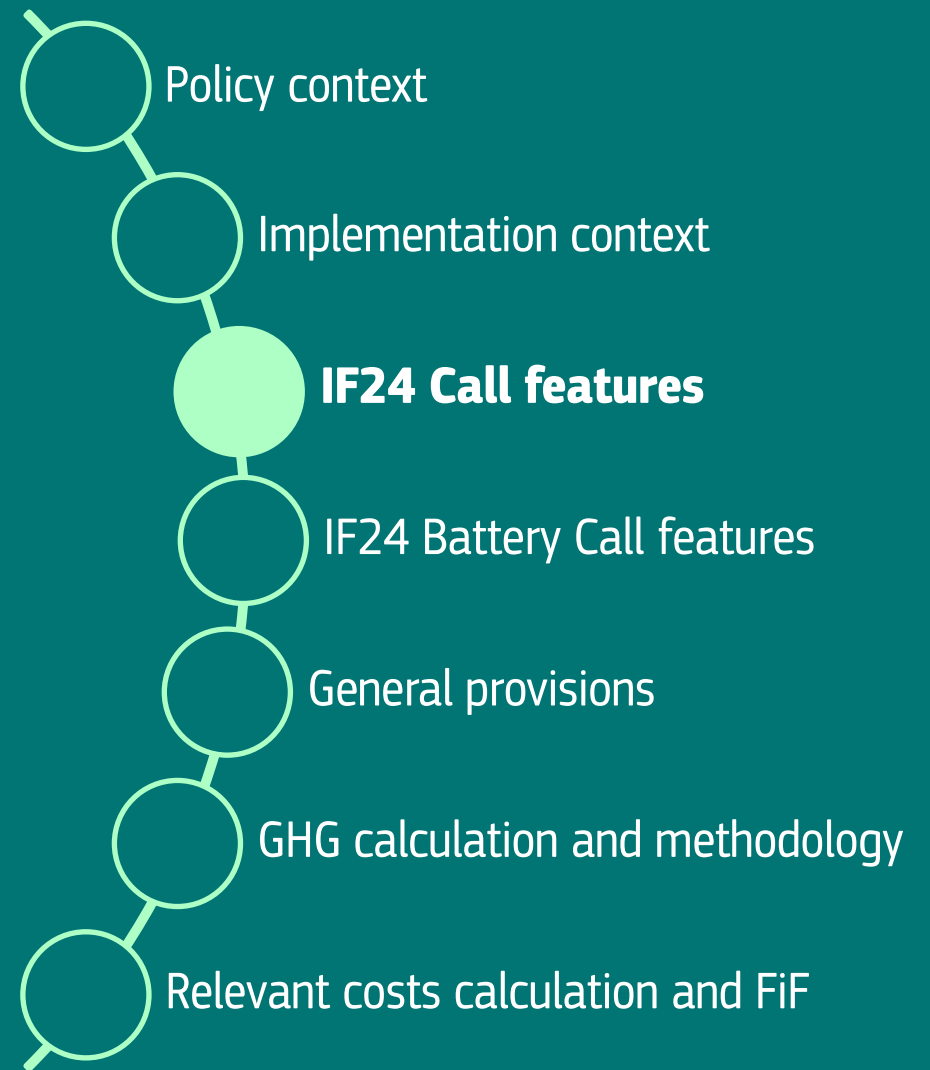 Policy context
Implementation context
IF24 Call features
IF24 Battery Call features
General provisions
GHG calculation and methodology
Relevant costs calculation and FiF